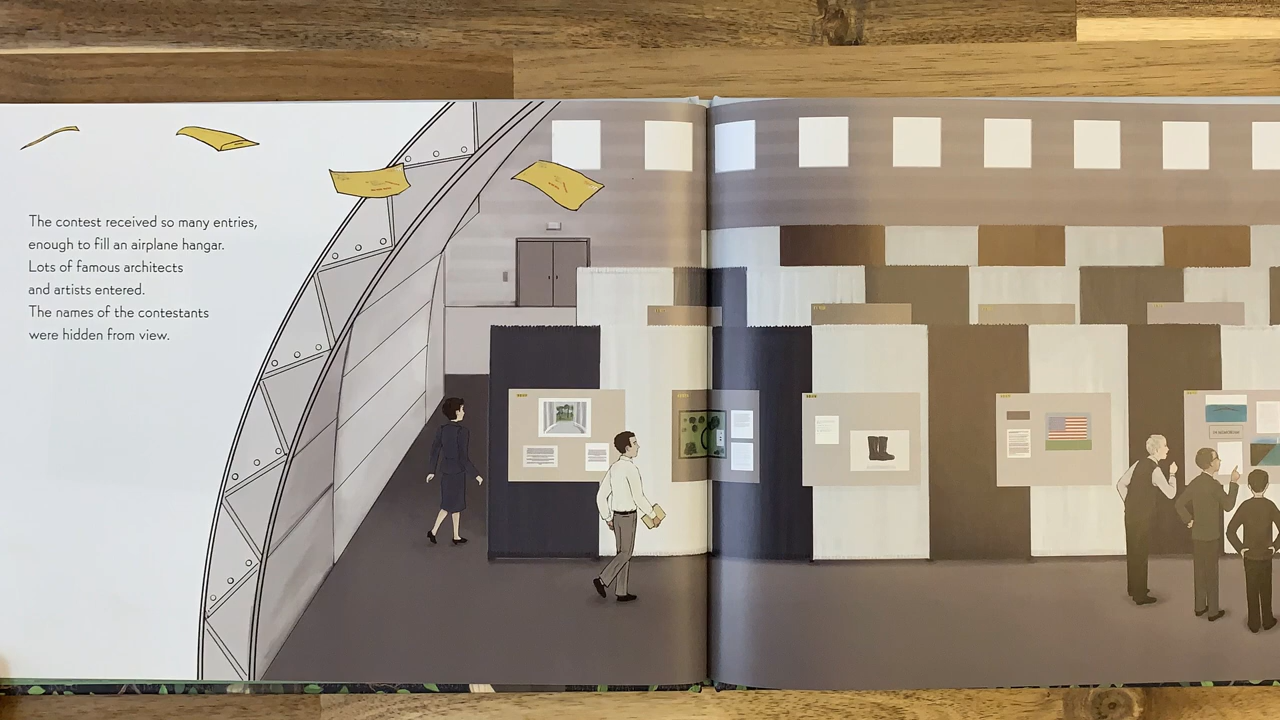 The contest received so many entries,
enough to fill an airplane hangar.
Lots of famous architects
and artists entered.
The names of the contestants
were hidden from view.